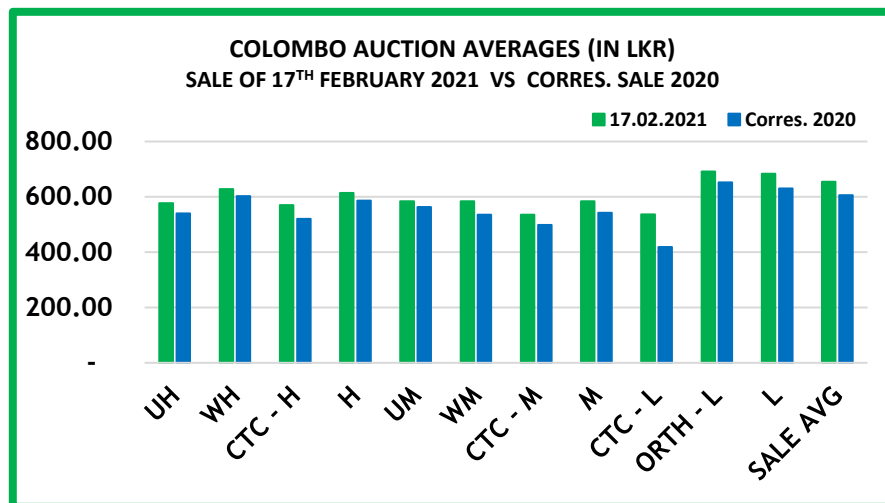 COLOMBO AUCTION AVERAGES (IN LKR)
SALE OF 17TH FEBRUARY 2021 VS CORRES. SALE 2020
17.02.2021 Corres. 2020
800.00
600.00
400.00
200.00
-
UH
WH
CTC - H
H
UM
WM
CTC - M
M
CTC - L
ORTH - L
L
SALE AVG